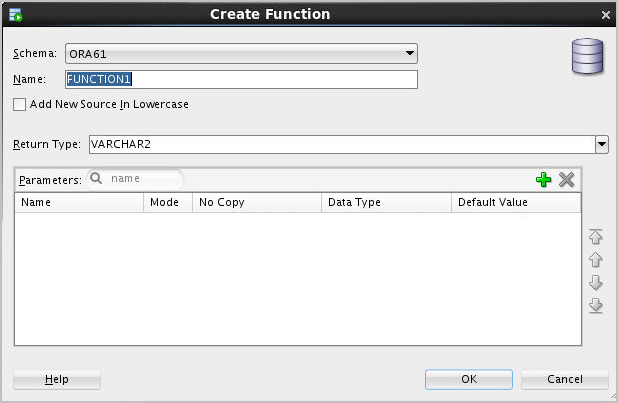 Create Function
Schema: ORA61
Name: FUNCTION1
Add New Source In Lowercase
Return Type: VARCHAR2
Parameters: name
Name Mode No Copy Data Type Default Value
Help OK Cancel